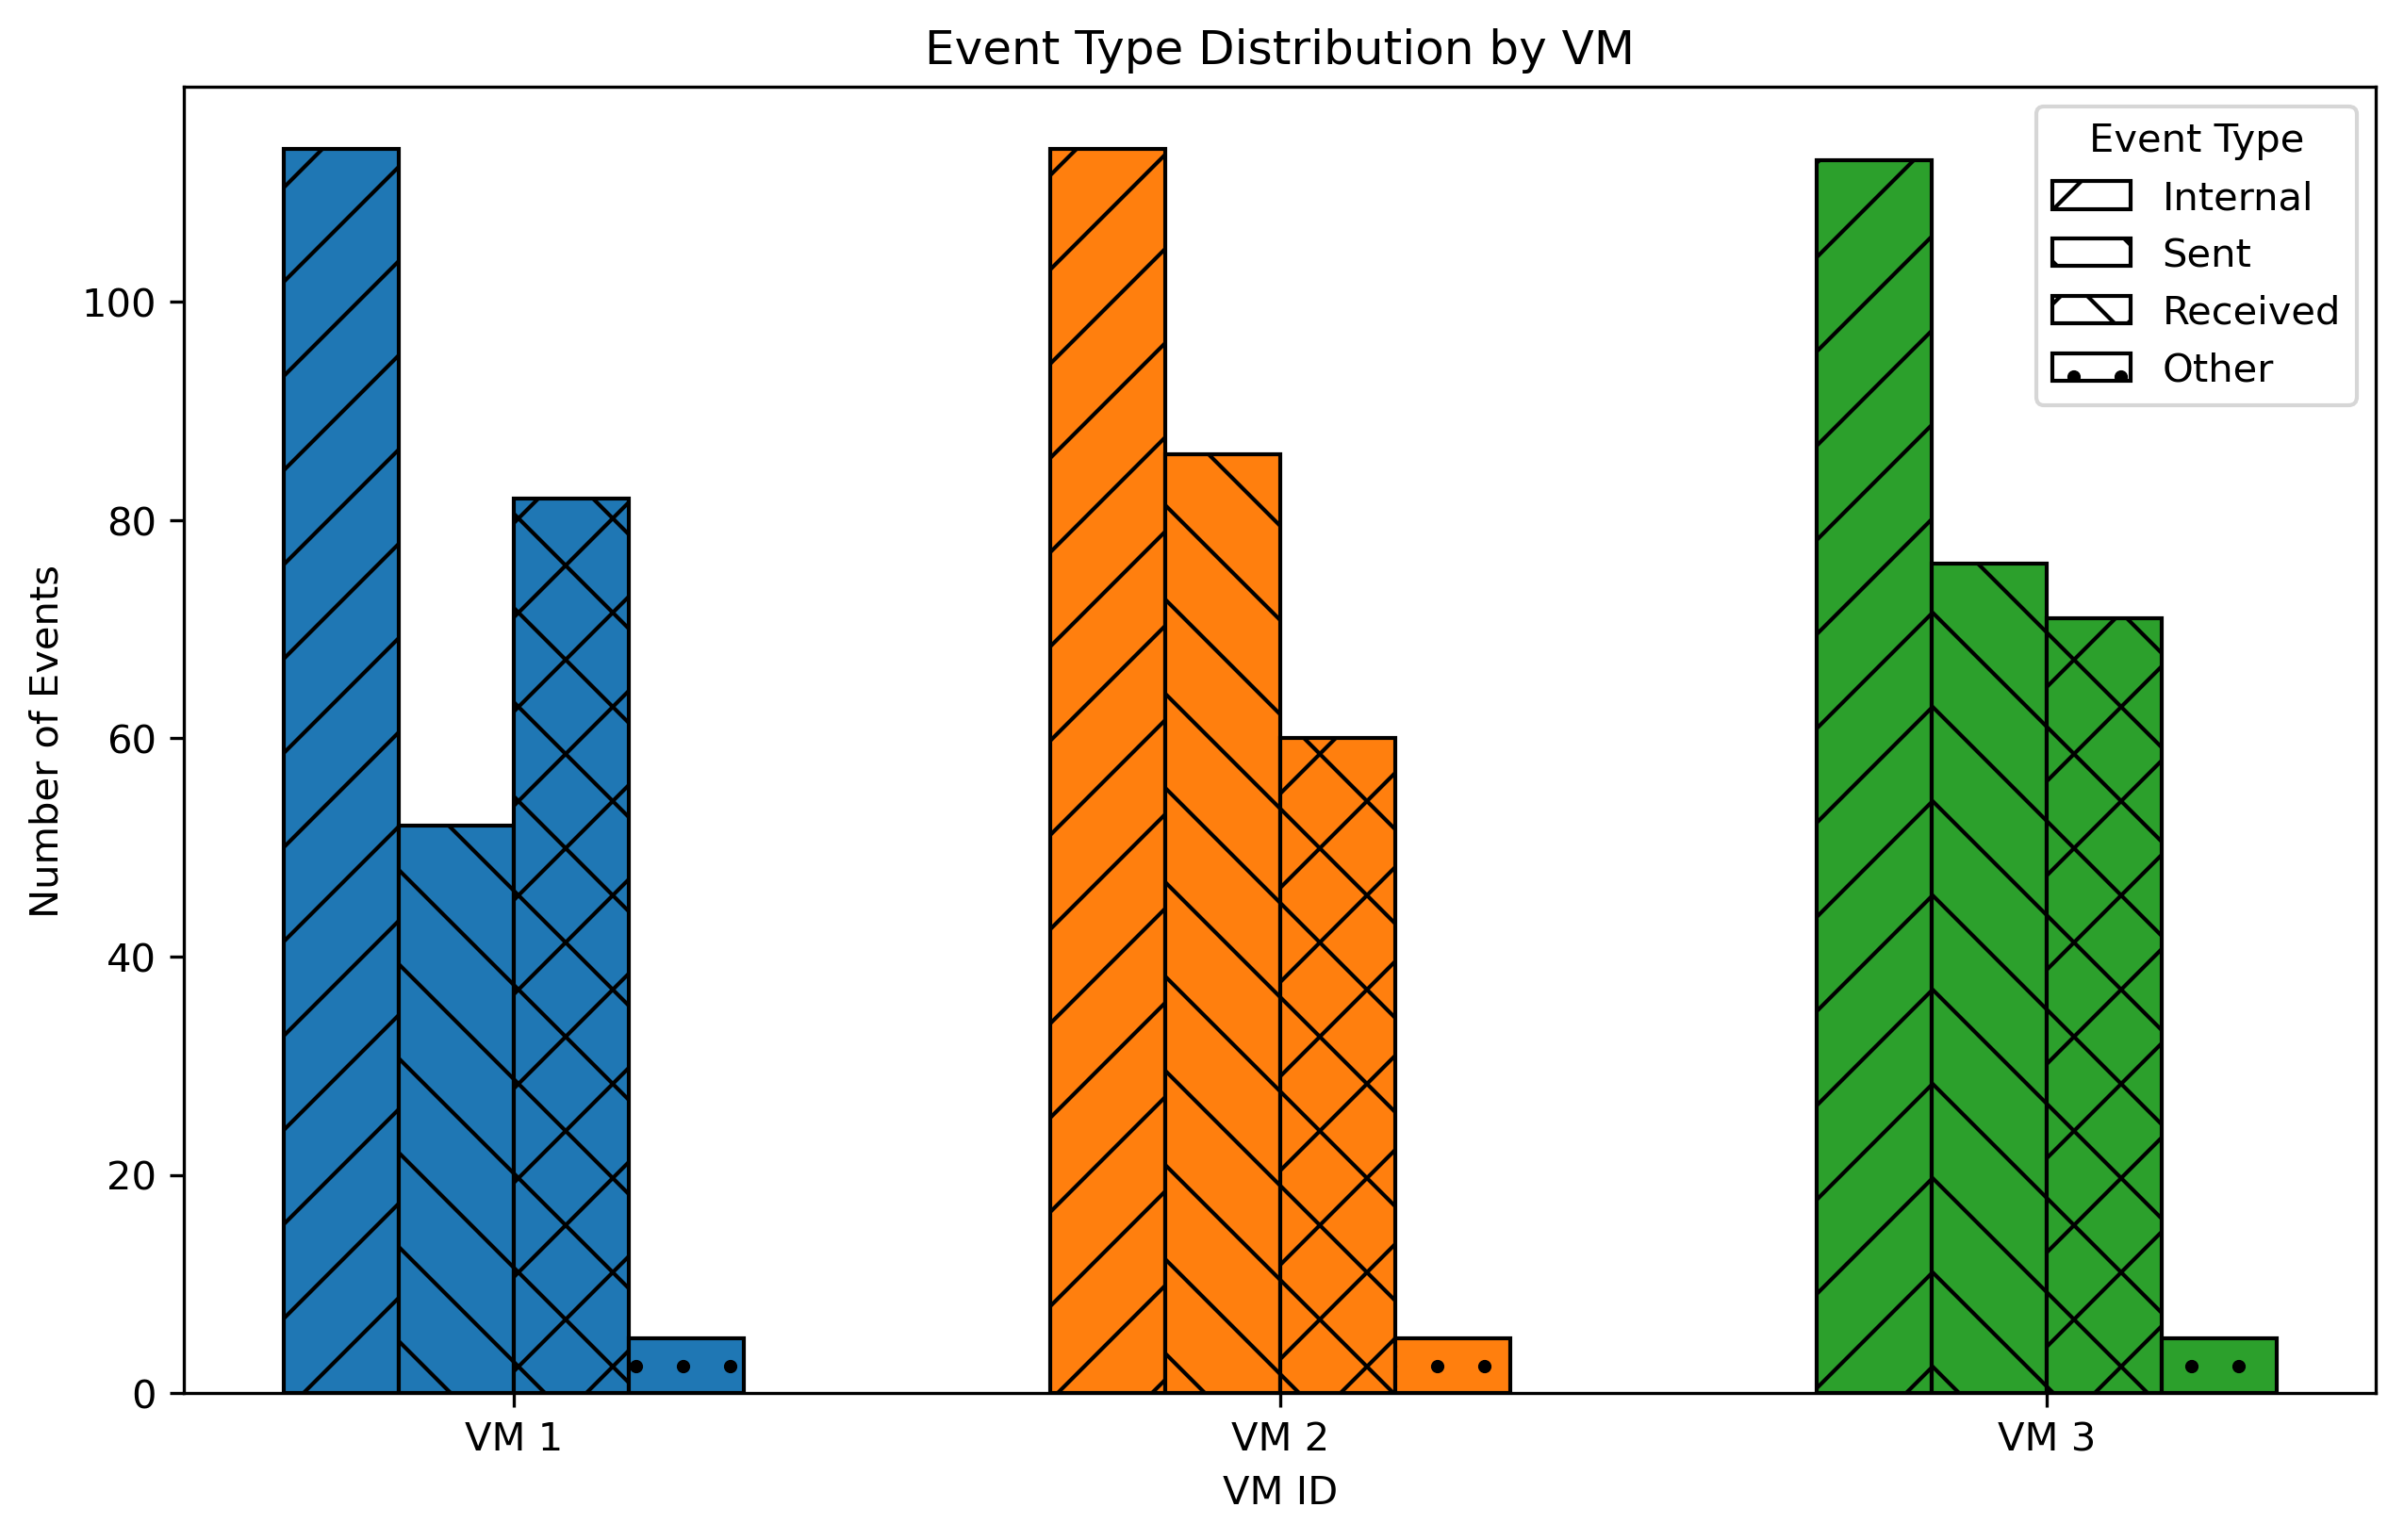 Event Type Distribution by VM
Event Type
Internal
Sent
Received
Other
Number of Events
100
80
60
40
20
0
VM 1
VM 2
VM 3
VM ID